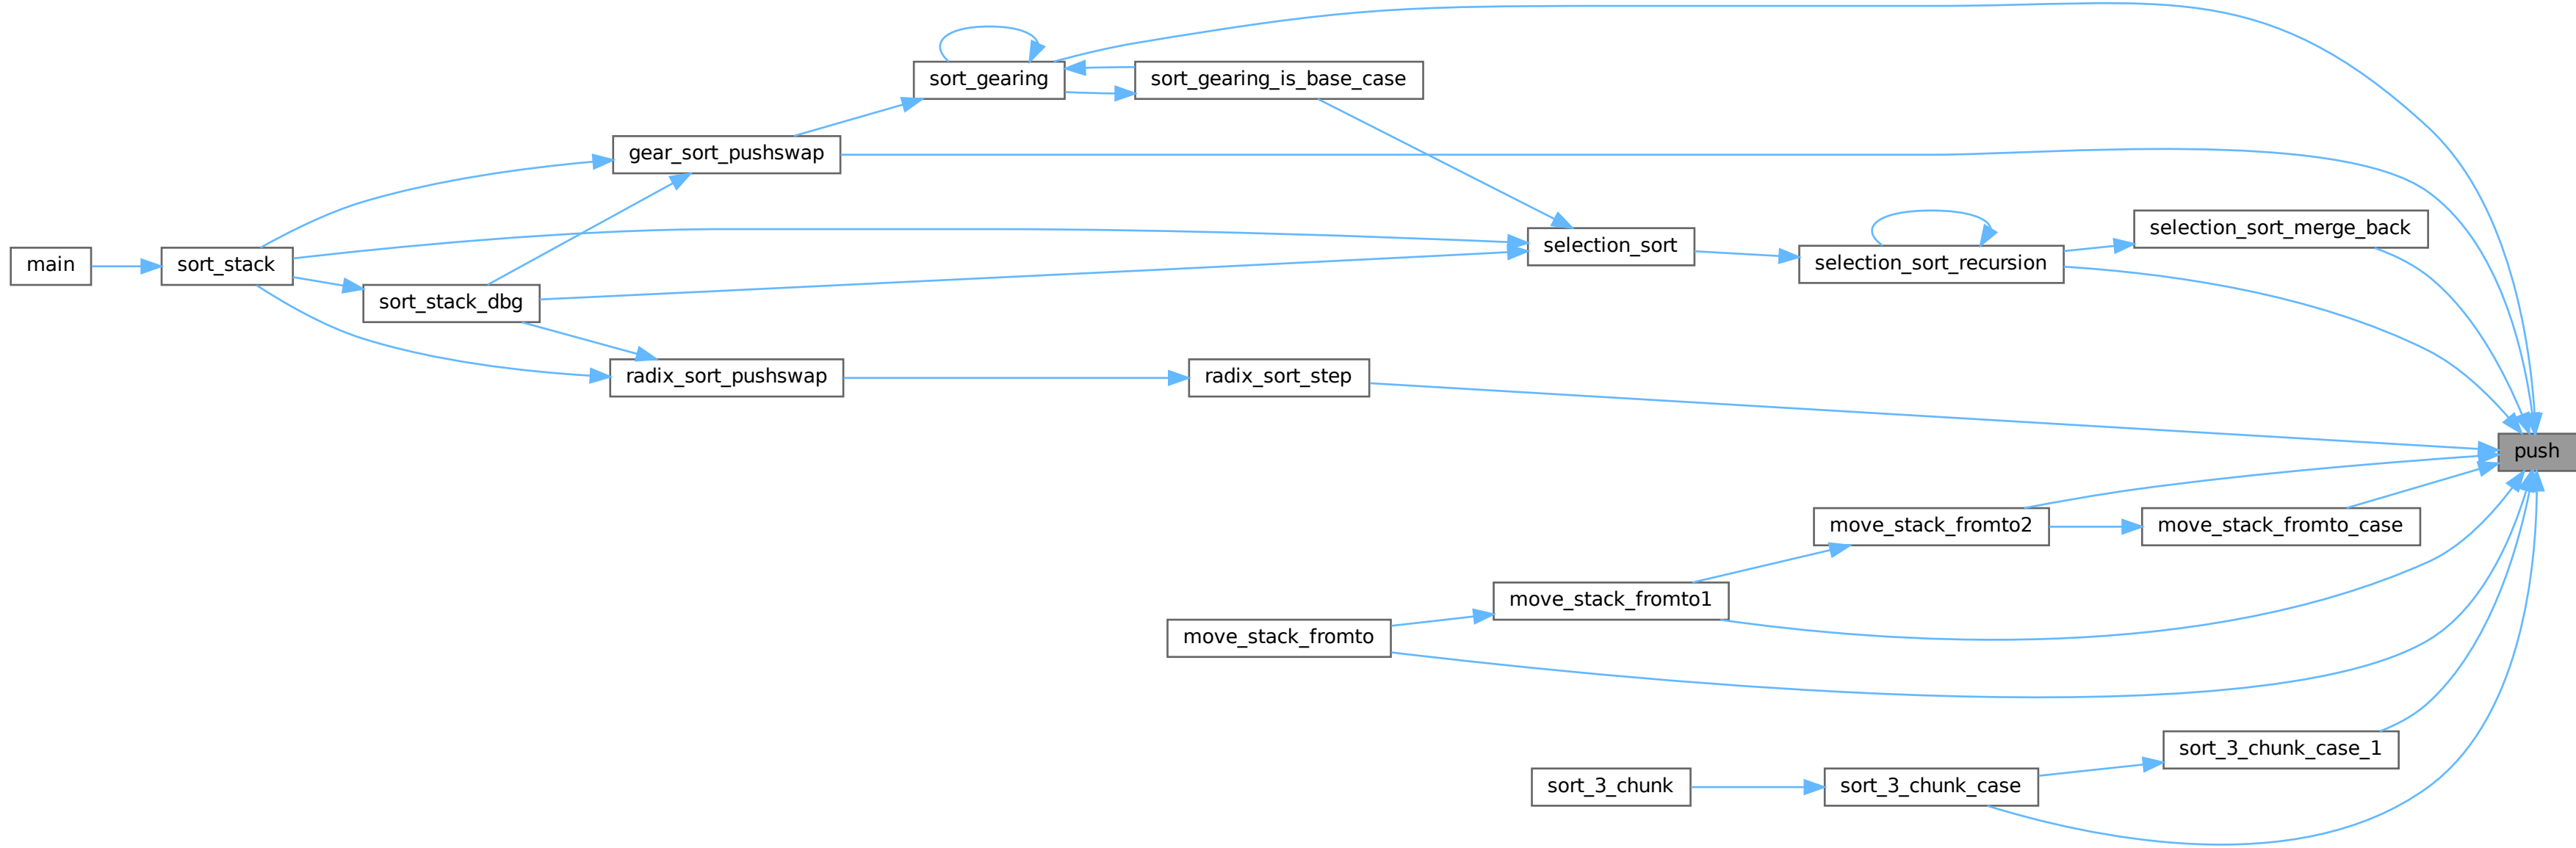 sort_gearing
sort_gearing_is_base_case
gear_sort_pushswap
selection_sort_merge_back
selection_sort
selection_sort_recursion
main
sort_stack
sort_stack_dbg
radix_sort_pushswap
radix_sort_step
push
move_stack_fromto2
move_stack_fromto_case
move_stack_fromto1
move_stack_fromto
sort_3_chunk_case_1
sort_3_chunk
sort_3_chunk_case